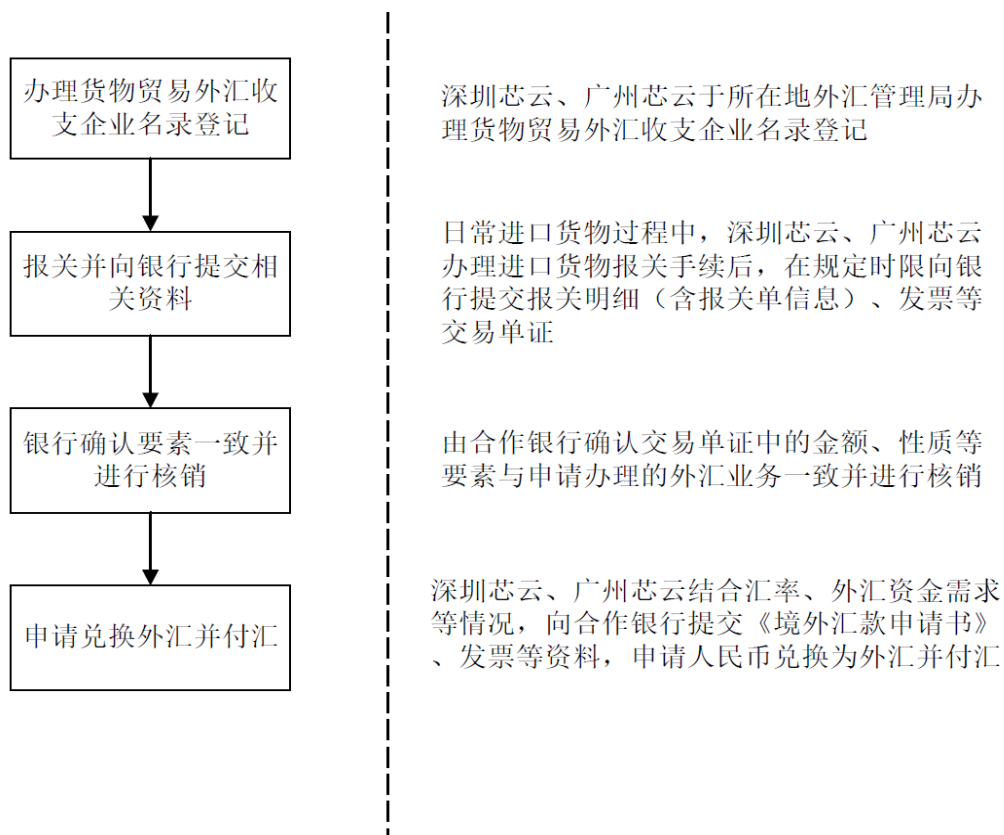 办理货物贸易外汇收
支企业名录登记
深圳芯云、广州芯云于所在地外汇管理局办
理货物贸易外汇收支企业名录登记
报关并向银行提交相
关资料
日常进口货物过程中，深圳芯云、广州芯云
办理进口货物报关手续后，在规定时限向银
行提交报关明细（含报关单信息）、发票等
交易单证
银行确认要素一致并
进行核销
由合作银行确认交易单证中的金额、性质等
要素与申请办理的外汇业务一致并进行核销
申请兑换外汇并付汇
深圳芯云、广州芯云结合汇率、外汇资金需求
等情况，向合作银行提交《境外汇款申请书》
、发票等资料，申请人民币兑换为外汇并付汇